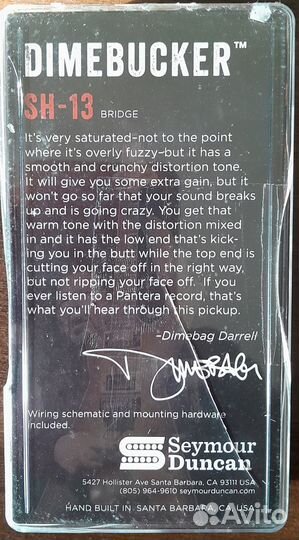 DIMEBUCKER™
SH-13 BRIDGE
It's very saturated–not to the point
where it's overly fuzzy–but it has a
smooth and crunchy distortion tone.
It will give you some extra gain, but it
won't go so far that your sound breaks
up and is going crazy. You get that
warm tone with the distortion mixed
in and it has the low end that's kick-
ing you in the butt while the top end is
cutting your face off in the right way,
but not ripping your face off. If you
ever listen to a Pantera record, that's
what you'll hear through this pickup.
–Dimebag Darrell
DIMEBAG
Wiring schematic and mounting hardware
included.
Seymour
Duncan
5427 Hollister Ave Santa Barbara, CA 93111 USA
(805) 964-9610 seymourduncan.com
HAND BUILT IN SANTA BARBARA, CA, USA
Avito